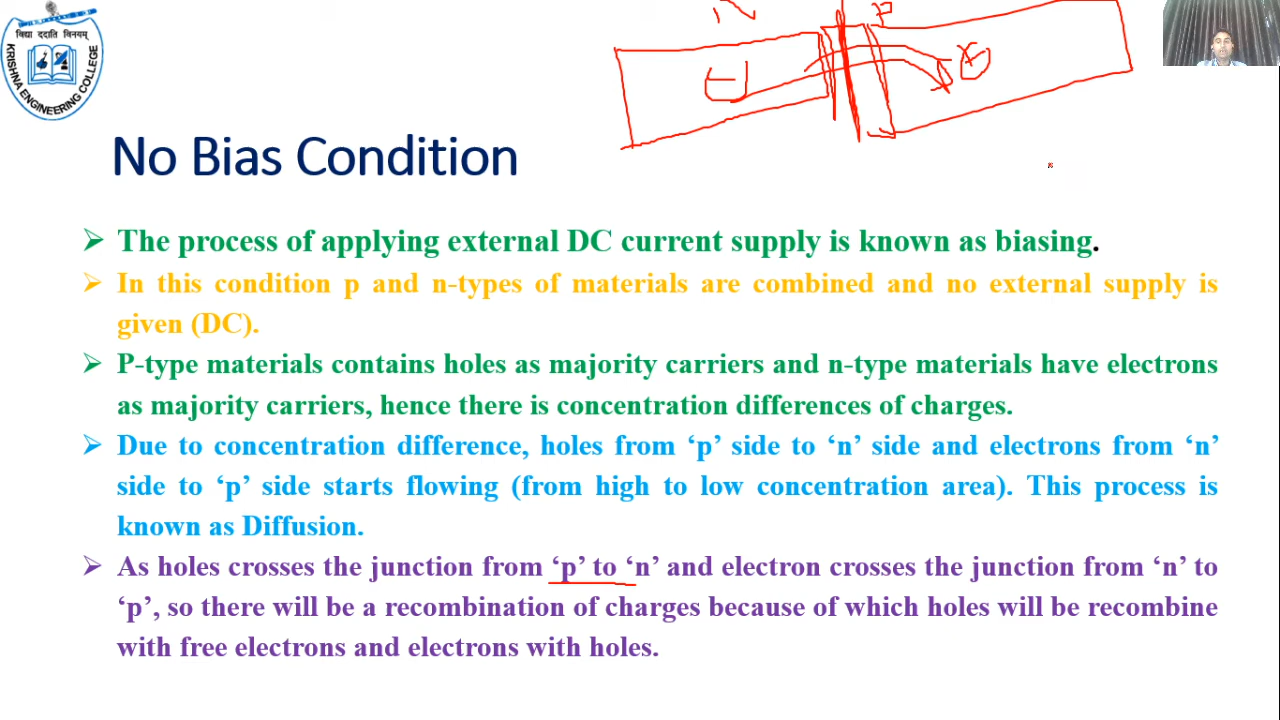 विद्या ददाति विनयम्
KRISHNA ENGINEERING COLLEGE
N P
No Bias Condition
The process of applying external DC current supply is known as biasing.
In this condition p and n-types of materials are combined and no external supply is
given (DC).
P-type materials contains holes as majority carriers and n-type materials have electrons
as majority carriers, hence there is concentration differences of charges.
Due to concentration difference, holes from ‘p’ side to ‘n’ side and electrons from ‘n’
side to ‘p’ side starts flowing (from high to low concentration area). This process is
known as Diffusion.
As holes crosses the junction from ‘p’ to ‘n’ and electron crosses the junction from ‘n’ to
‘p’, so there will be a recombination of charges because of which holes will be recombine
with free electrons and electrons with holes.